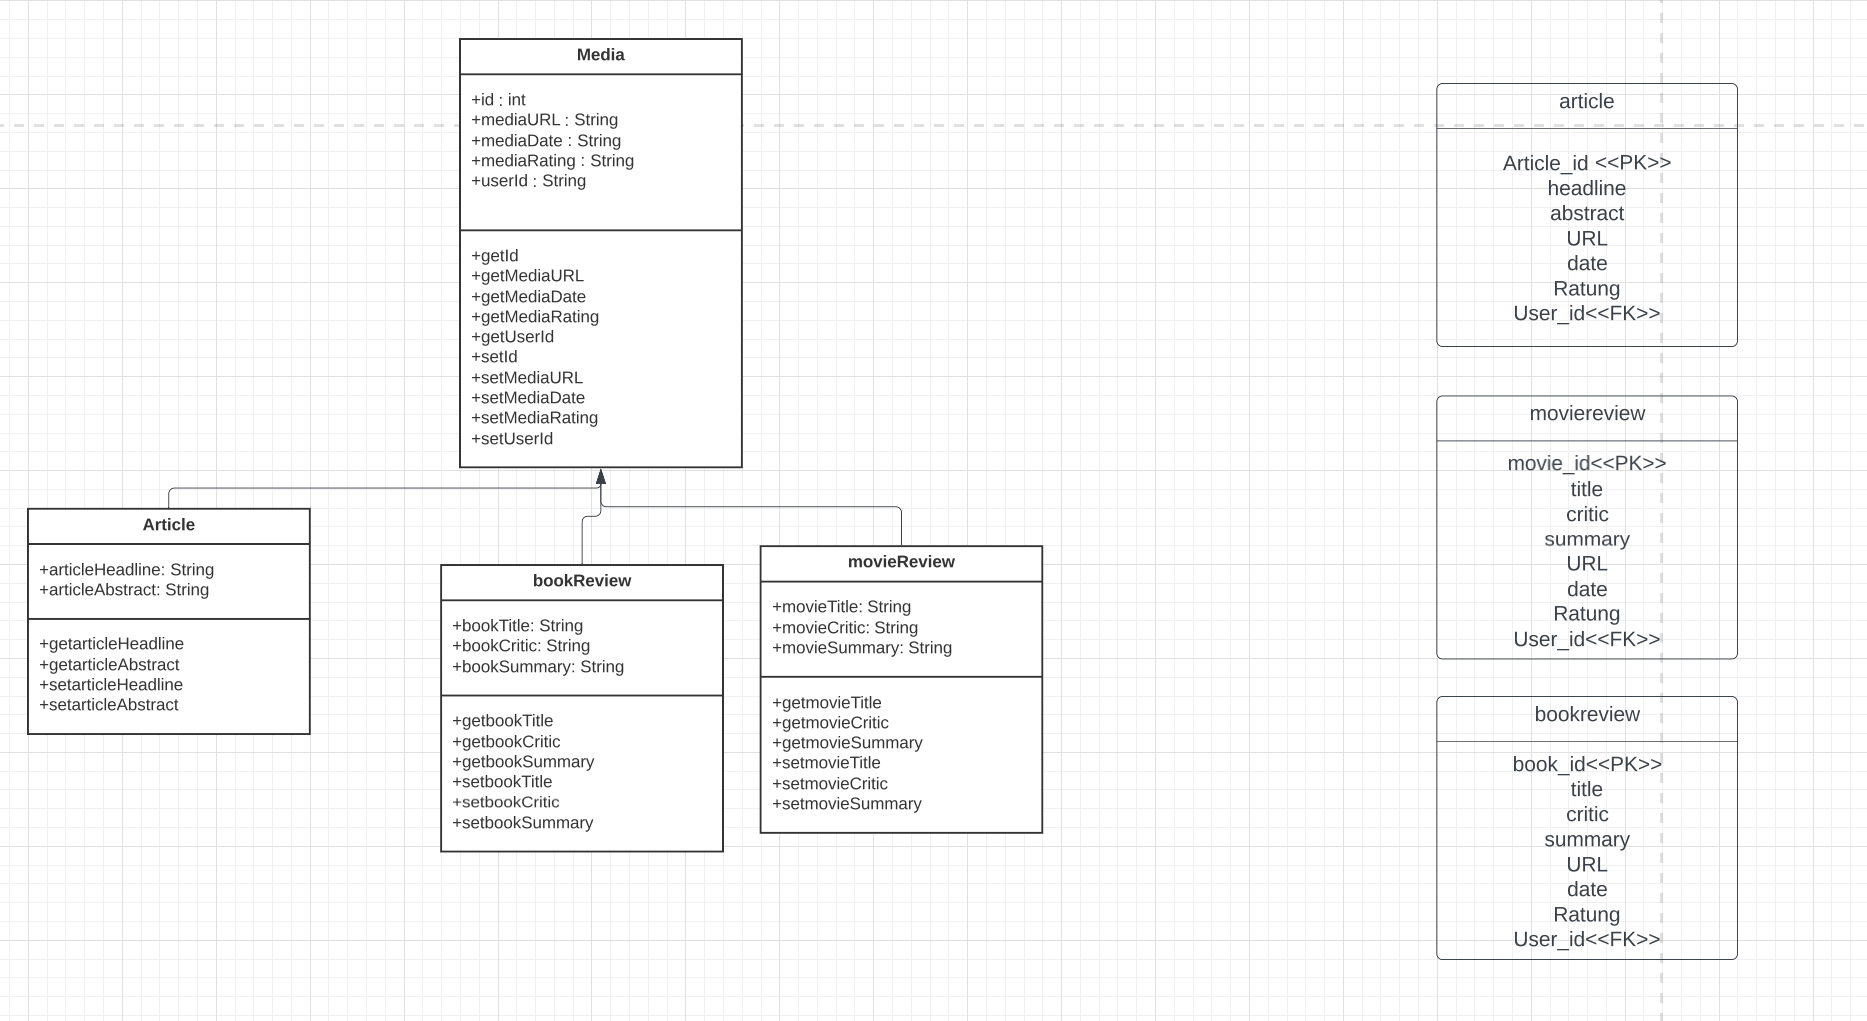 Media
+id : int
+mediaURL : String
+mediaDate : String
+mediaRating : String
+userId : String
+getId
+getMediaURL
+getMediaDate
+getMediaRating
+getUserId
+setId
+setMediaURL
+setMediaDate
+setMediaRating
+setUserId
Article
+articleHeadline: String
+articleAbstract: String
+getarticleHeadline
+getarticleAbstract
+setarticleHeadline
+setarticleAbstract
bookReview
+bookTitle: String
+bookCritic: String
+bookSummary: String
+getbookTitle
+getbookCritic
+getbookSummary
+setbookTitle
+setbookCritic
+setbookSummary
movieReview
+movieTitle: String
+movieCritic: String
+movieSummary: String
+getmovieTitle
+getmovieCritic
+getmovieSummary
+setmovieTitle
+setmovieCritic
+setmovieSummary
article
Article_id <<PK>>
headline
abstract
URL
date
Ratung
User_id<<FK>>
moviereview
movie_id<<PK>>
title
critic
summary
URL
date
Ratung
User_id<<FK>>
bookreview
book_id<<PK>>
title
critic
summary
URL
date
Ratung
User_id<<FK>>